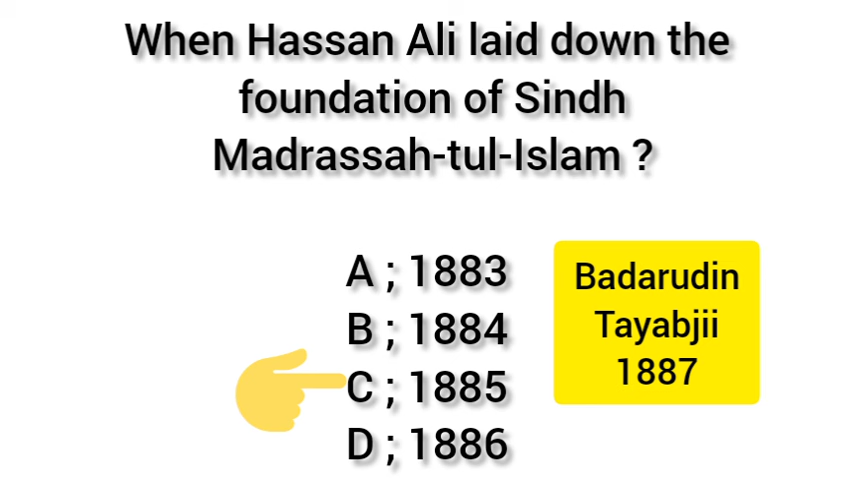 When Hassan Ali laid down the
foundation of Sindh
Madrassah-tul-Islam ?
A ; 1883
B ; 1884
C ; 1885
D ; 1886
Badarudin
Tayabjii
1887